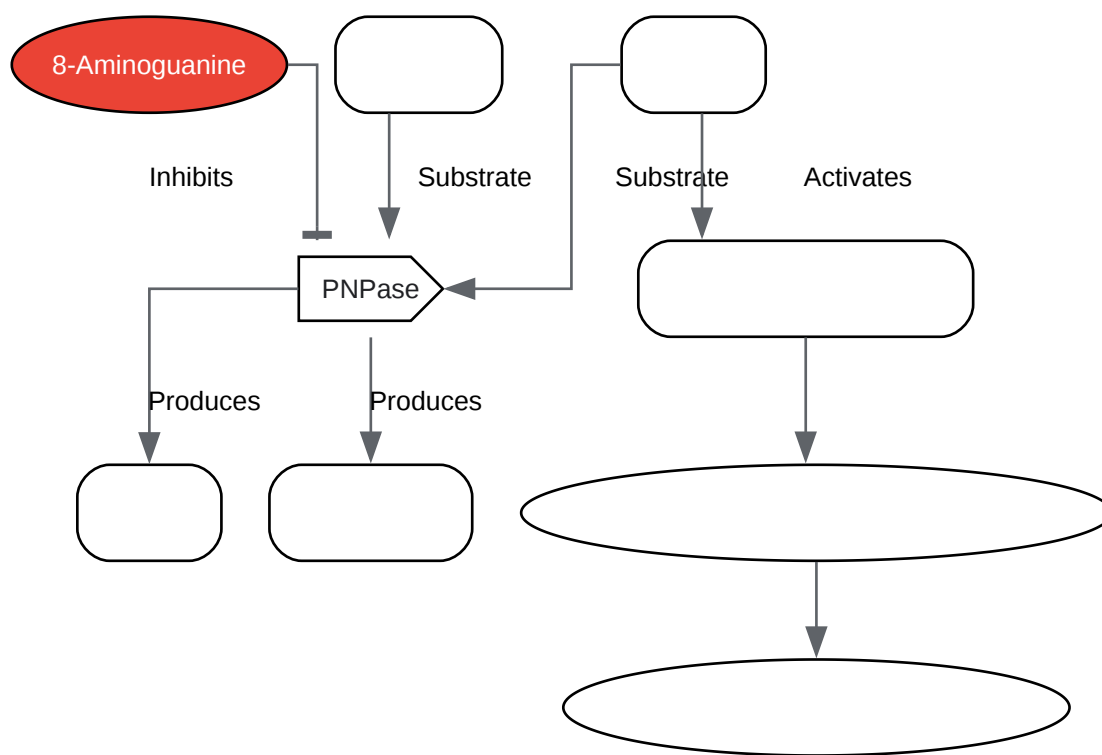 8-Aminoguanine
Inhibits
Substrate
Substrate
Activates
PNPase
Produces
Produces